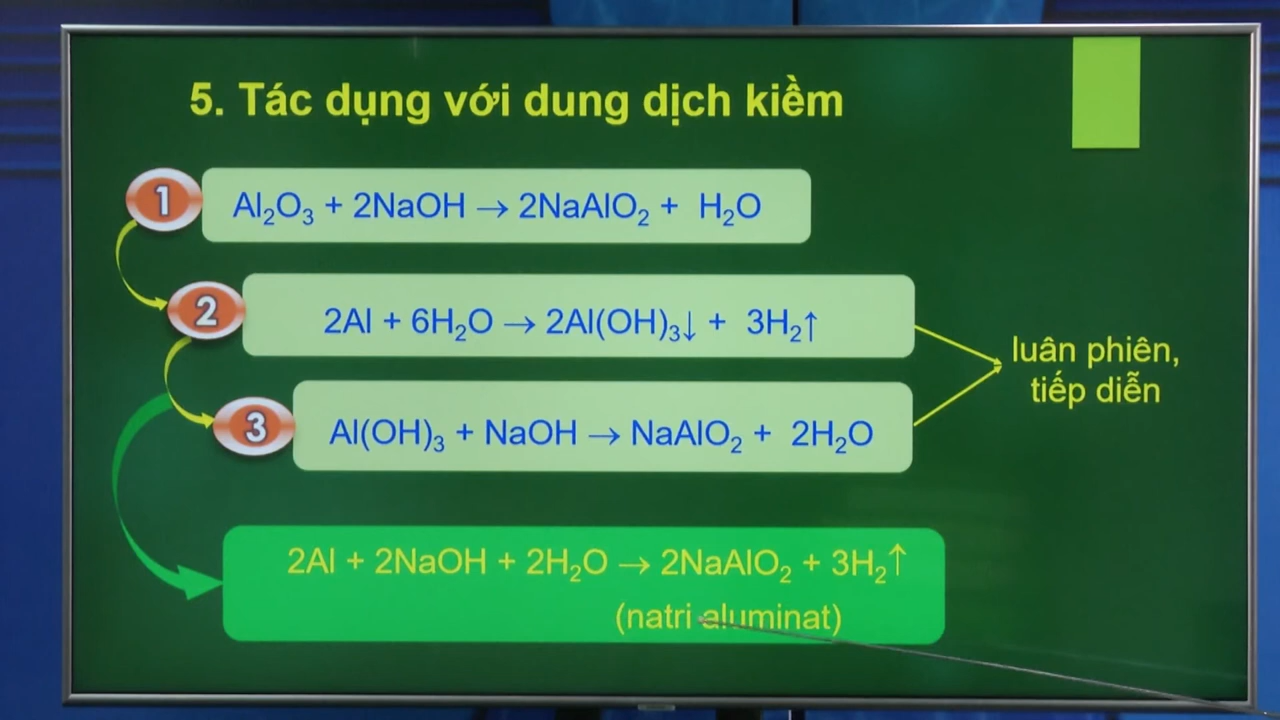 5. Tác dụng với dung dịch kiềm
1
Al₂O₃ + 2NaOH → 2NaAlO₂ + H₂O
2
2Al + 6H₂O → 2Al(OH)₃↓ + 3H₂↑
3
Al(OH)₃ + NaOH → NaAlO₂ + 2H₂O
luân phiên,
tiếp diễn
2Al + 2NaOH + 2H₂O → 2NaAlO₂ + 3H₂↑
(natri aluminat)